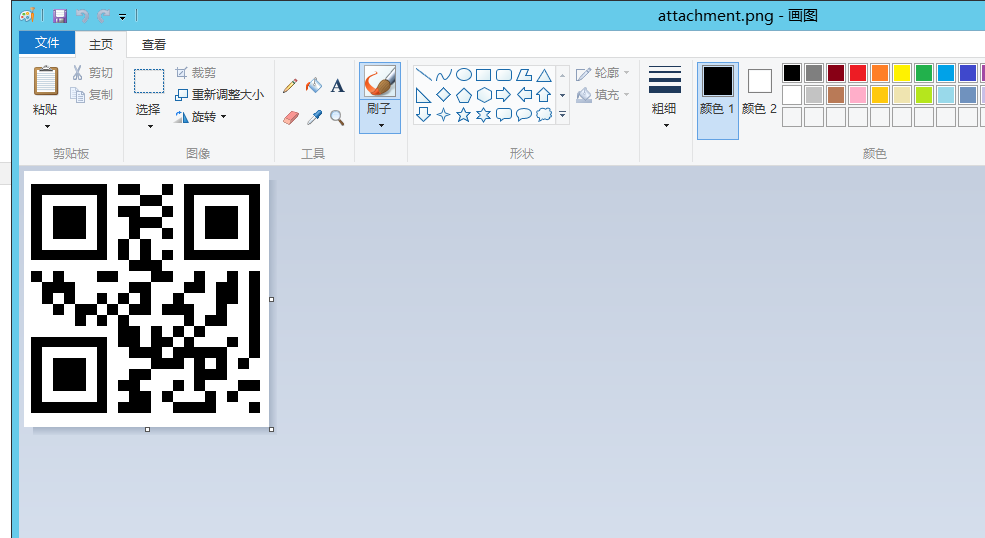 attachment.png - 画图
文件 主页 查看
粘贴
剪切
复制
剪贴板
选择
裁剪
重新调整大小
旋转
图像
A
工具
刷子
轮廓
填充
形状
粗细
颜色 1
颜色 2
颜色